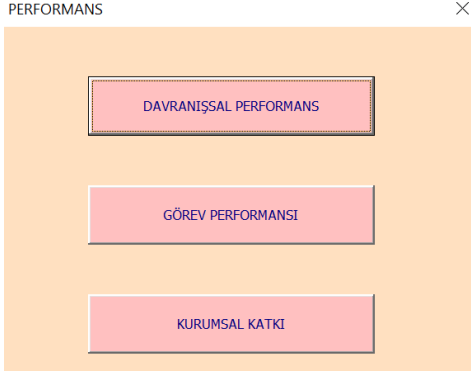 PERFORMANS
DAVRANIŞSAL PERFORMANS
GÖREV PERFORMANSI
KURUMSAL KATKI